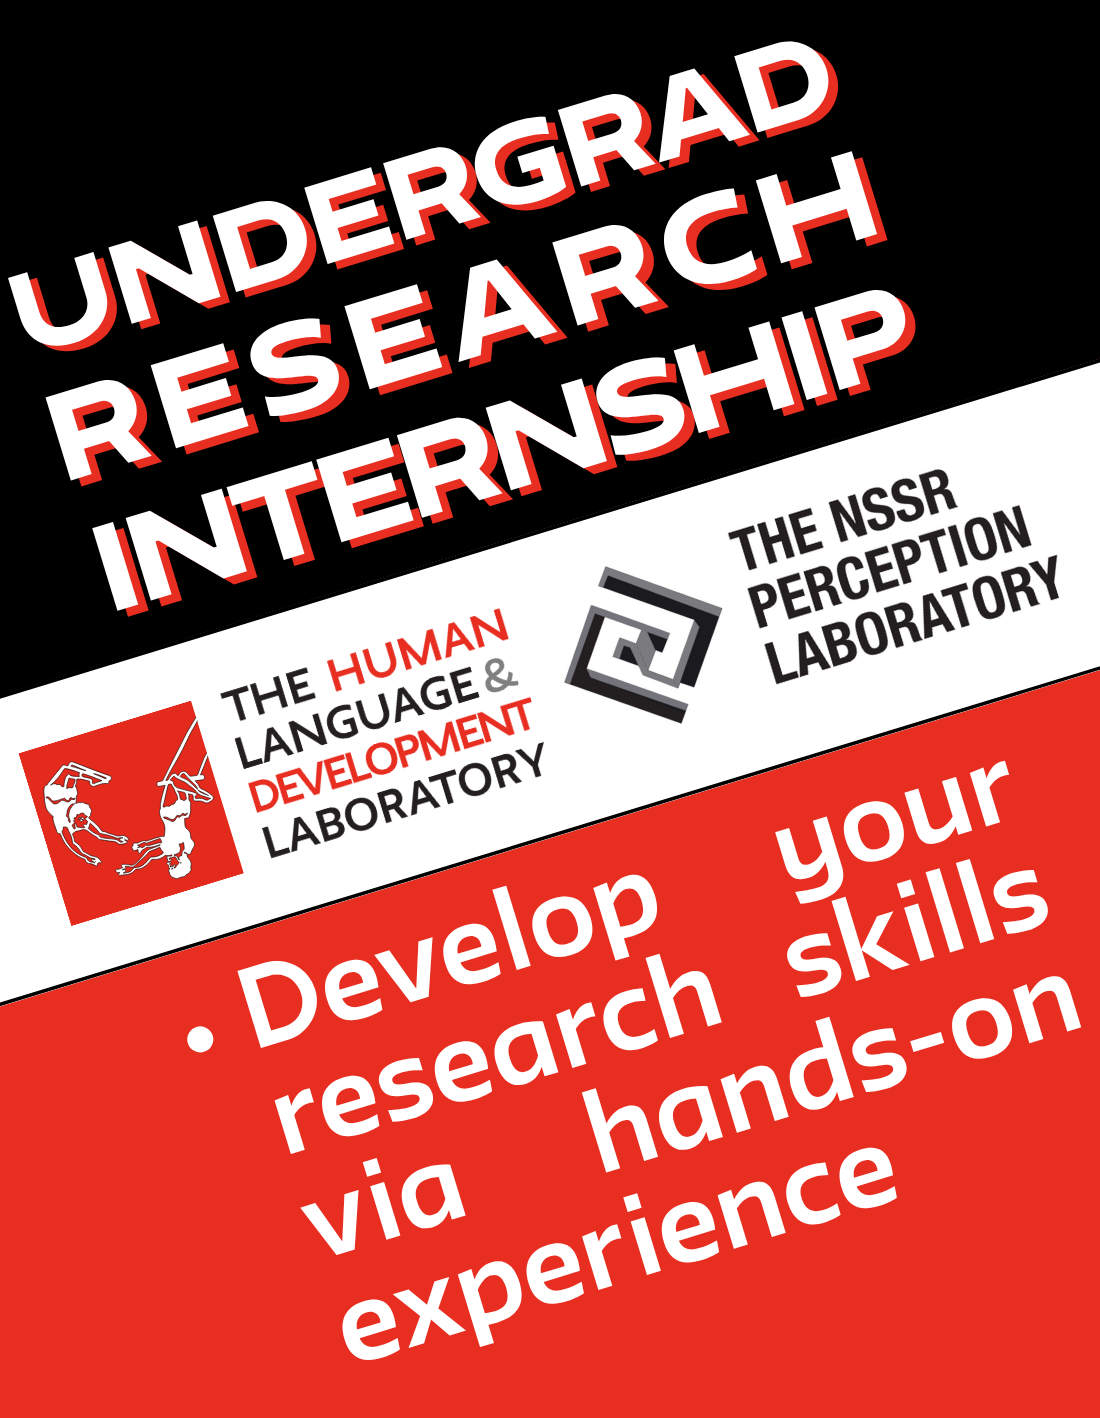 UNDERGRAD
RESEARCH
INTERNSHIP
THE HUMAN
LANGUAGE &
DEVELOPMENT
LABORATORY
THE NSSR
PERCEPTION
LABORATORY
• Develop your
research skills
via hands-on
experience